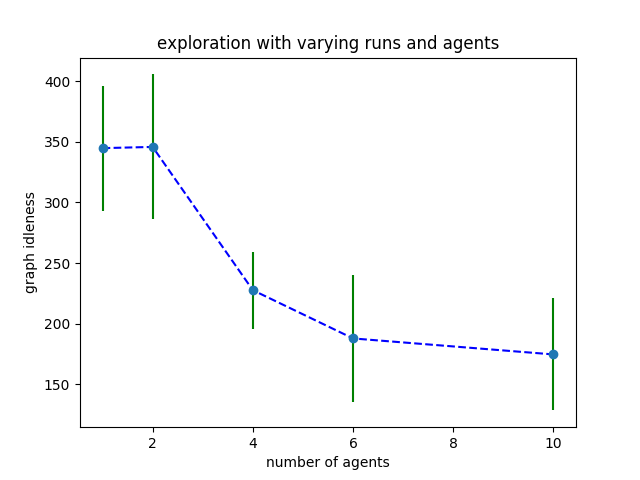 exploration with varying runs and agents
graph idleness
400
350
300
250
200
150
2 4 6 8 10
number of agents